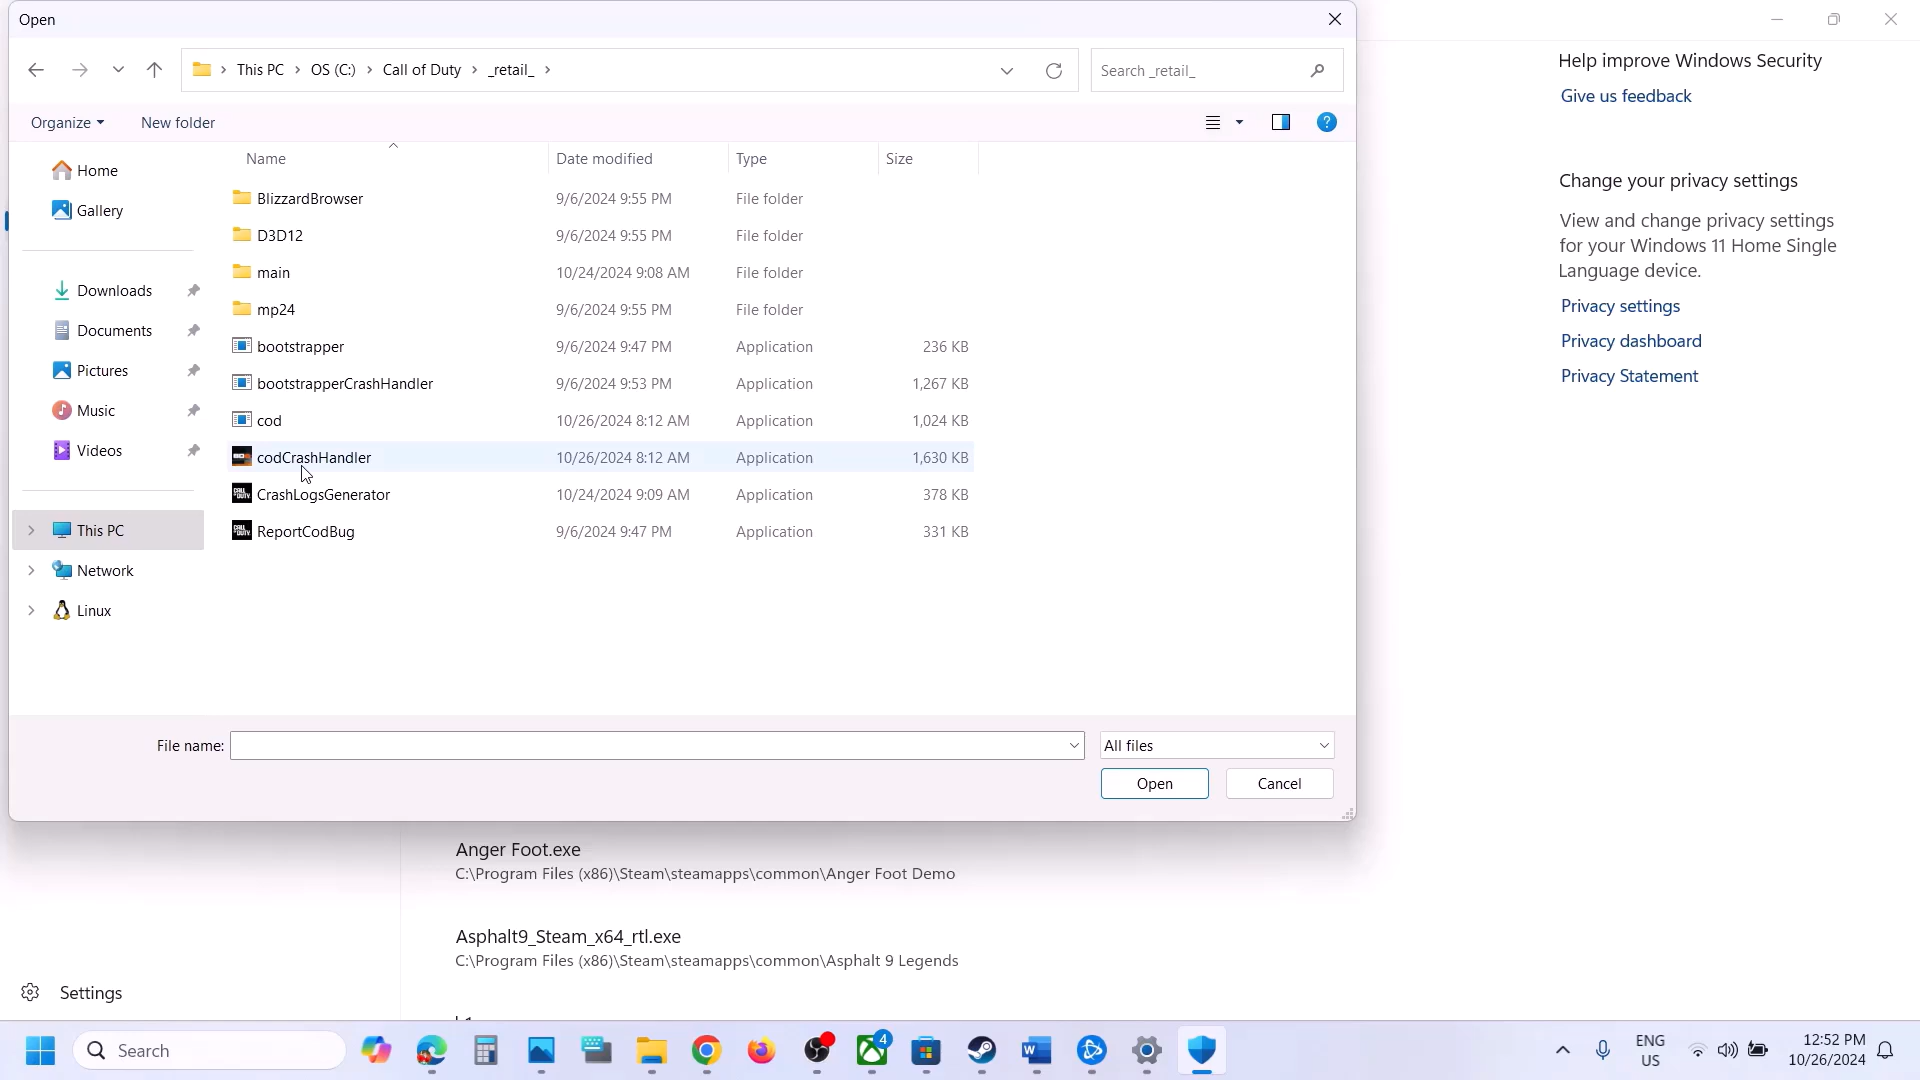 Open
This PC
OS (C:)
Call of Duty
_retail_
Search _retail_
Organize
New folder
Name
Date modified
Type
Size
Home
Gallery
Downloads
Documents
Pictures
Music
Videos
This PC
Network
Linux
BlizzardBrowser 9/6/2024 9:55 PM File folder
D3D12 9/6/2024 9:55 PM File folder
main 10/24/2024 9:08 AM File folder
mp24 9/6/2024 9:55 PM File folder
bootstrapper 9/6/2024 9:47 PM Application 236 KB
bootstrapperCrashHandler 9/6/2024 9:53 PM Application 1,267 KB
cod 10/26/2024 8:12 AM Application 1,024 KB
codCrashHandler 10/26/2024 8:12 AM Application 1,630 KB
CrashLogsGenerator 10/24/2024 9:09 AM Application 378 KB
ReportCodBug 9/6/2024 9:47 PM Application 331 KB
File name:
All files
Open
Cancel
Help improve Windows Security
Give us feedback
Change your privacy settings
View and change privacy settings
for your Windows 11 Home Single
Language device.
Privacy settings
Privacy dashboard
Privacy Statement
Anger Foot.exe
C:\Program Files (x86)\Steam\steamapps\common\Anger Foot Demo
Asphalt9_Steam_x64_rtl.exe
C:\Program Files (x86)\Steam\steamapps\common\Asphalt 9 Legends
Settings
Search
4
ENG
US
12:52 PM
10/26/2024